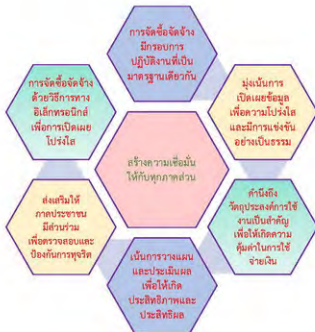 การจัดซื้อจัดจ้าง
มีกรอบการ
ปฏิบัติงานที่เป็น
มาตรฐานเดียวกัน
มุ่งเน้นการ
เปิดเผยข้อมูล
เพื่อความโปร่งใส
และมีการแข่งขัน
อย่างเป็นธรรม
คำนึงถึง
วัตถุประสงค์การใช้
งานเป็นสำคัญ
เพื่อให้เกิดความ
คุ้มค่าในการใช้
จ่ายเงิน
เน้นการวางแผน
และประเมินผล
เพื่อให้เกิด
ประสิทธิภาพและ
ประสิทธิผล
ส่งเสริมให้
ภาคประชาชน
มีส่วนร่วม
เพื่อตรวจสอบและ
ป้องกันการทุจริต
การจัดซื้อจัดจ้าง
ด้วยวิธีการทาง
อิเล็กทรอนิกส์
เพื่อการเปิดเผย
โปร่งใส
สร้างความเชื่อมั่น
ให้กับทุกภาคส่วน